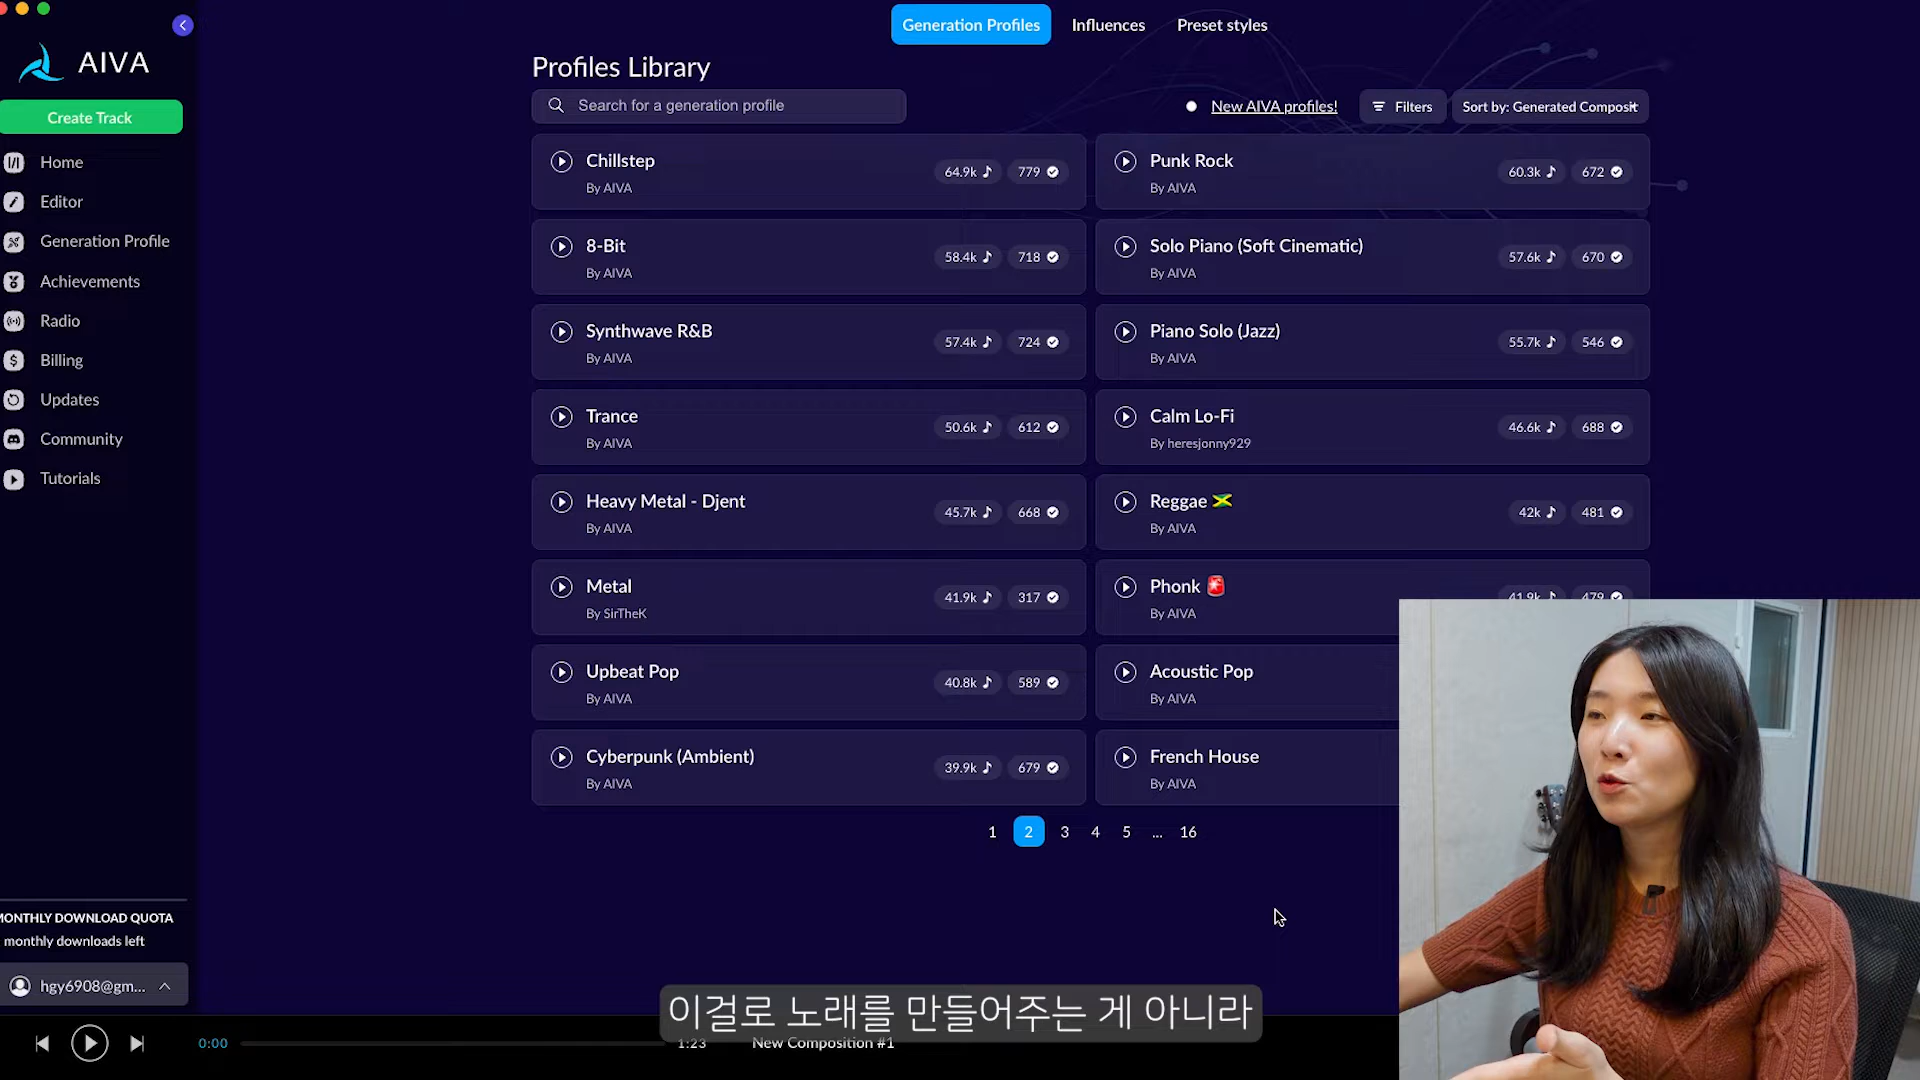 Generation Profiles
Influences
Preset styles
AIVA
Create Track
Home
Editor
Generation Profile
Achievements
Radio
Billing
Updates
Community
Tutorials
MONTHLY DOWNLOAD QUOTA
monthly downloads left
hgy6908@gm...
Profiles Library
Search for a generation profile
New AIVA profiles!
Filters
Sort by: Generated Composit
Chillstep
By AIVA
64.9k 779
Punk Rock
By AIVA
60.3k 672
8-Bit
By AIVA
58.4k 718
Solo Piano (Soft Cinematic)
By AIVA
57.6k 670
Synthwave R&B
By AIVA
57.4k 724
Piano Solo (Jazz)
By AIVA
55.7k 546
Trance
By AIVA
50.6k 612
Calm Lo-Fi
By heresjonny929
46.6k 688
Heavy Metal - Djent
By AIVA
45.7k 668
Reggae
By AIVA
42k 481
Metal
By SirTheK
41.9k 317
Phonk
By AIVA
41.9k 479
Upbeat Pop
By AIVA
40.8k 589
Acoustic Pop
By AIVA
Cyberpunk (Ambient)
By AIVA
39.9k 679
French House
By AIVA
1 2 3 4 5 ... 16
이걸로 노래를 만들어주는 게 아니라
0:00
1:23
New Composition #1